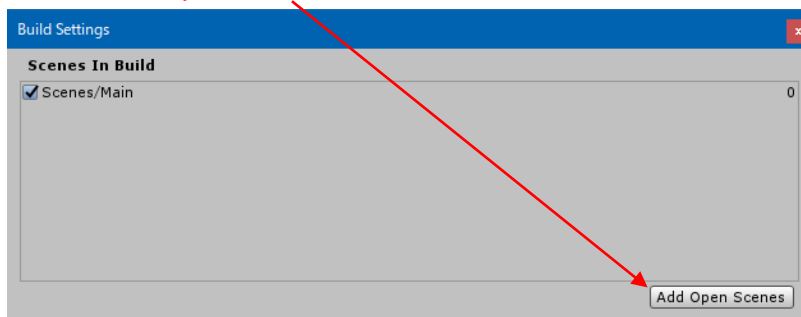 Build Settings
Scenes In Build
Scenes/Main 0
Add Open Scenes